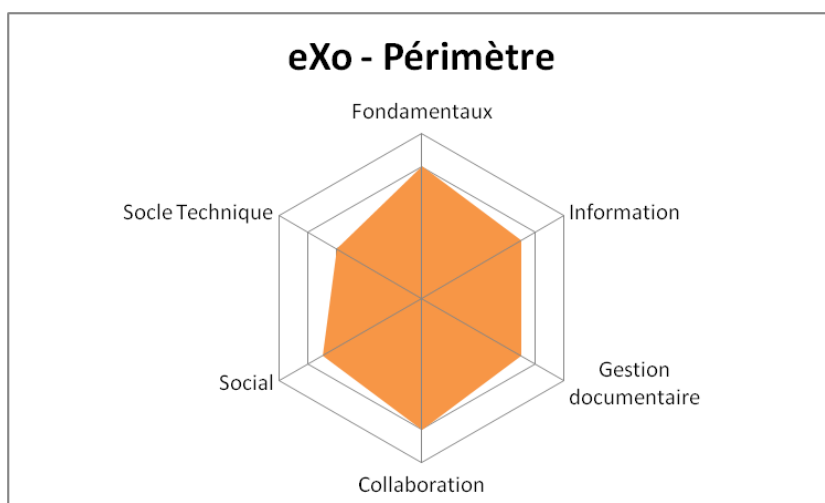 eXo - Périmètre
Fondamentaux
Socle Technique
Information
Social
Gestion
documentaire
Collaboration